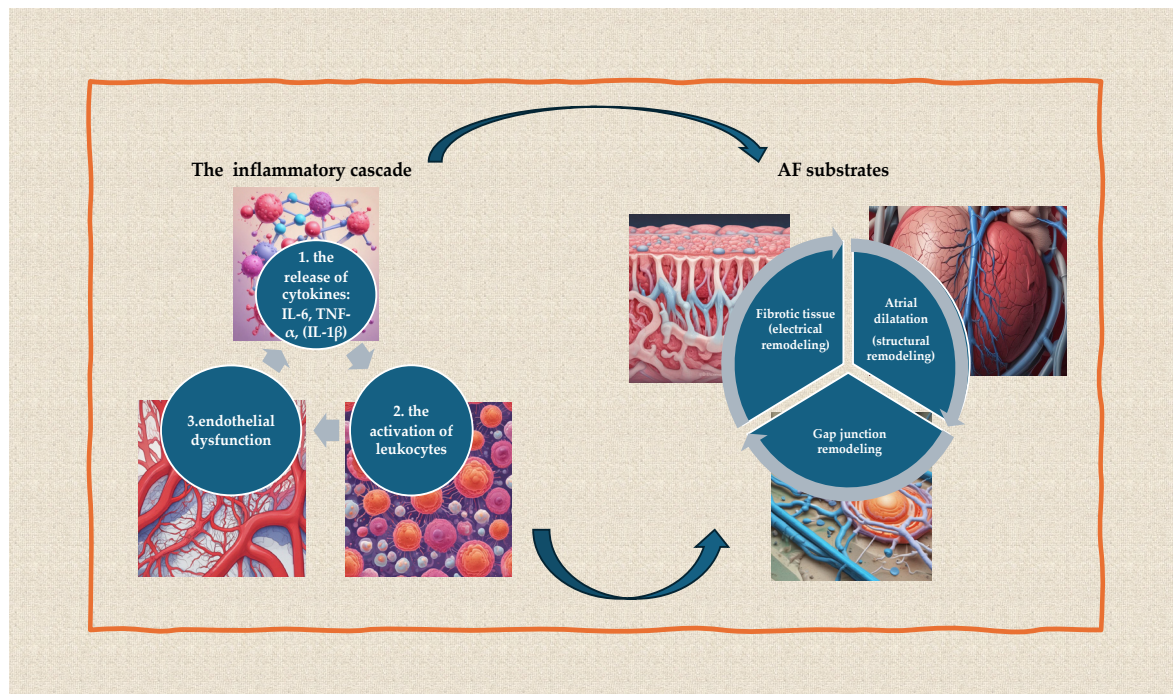 The inflammatory cascade
AF substrates
1. the
release of
cytokines:
IL-6, TNF-
α, (IL-1β)
2. the
activation of
leukocytes
3.endothelial
dysfunction
Fibrotic tissue
(electrical
remodeling)
Atrial
dilatation
(structural
remodeling)
Gap junction
remodeling